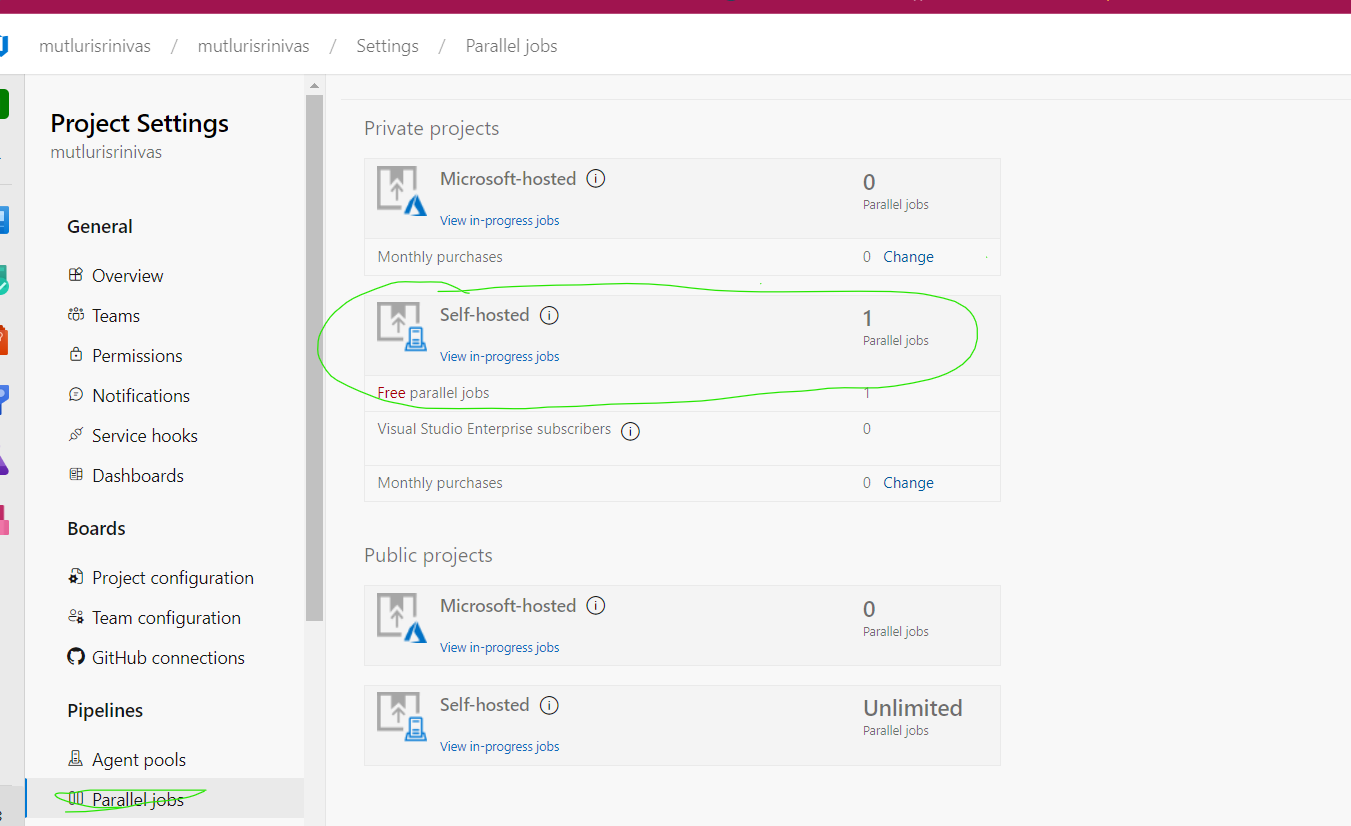 mutlurisrinivas / mutlurisrinivas / Settings / Parallel jobs
Project Settings
mutlurisrinivas
General
Overview
Teams
Permissions
Notifications
Service hooks
Dashboards
Boards
Project configuration
Team configuration
GitHub connections
Pipelines
Agent pools
Parallel jobs
Private projects
Microsoft-hosted
0
Parallel jobs
View in-progress jobs
Monthly purchases 0 Change
Self-hosted
1
Parallel jobs
View in-progress jobs
Free parallel jobs 1
Visual Studio Enterprise subscribers 0
Monthly purchases 0 Change
Public projects
Microsoft-hosted
0
Parallel jobs
View in-progress jobs
Self-hosted
Unlimited
Parallel jobs
View in-progress jobs